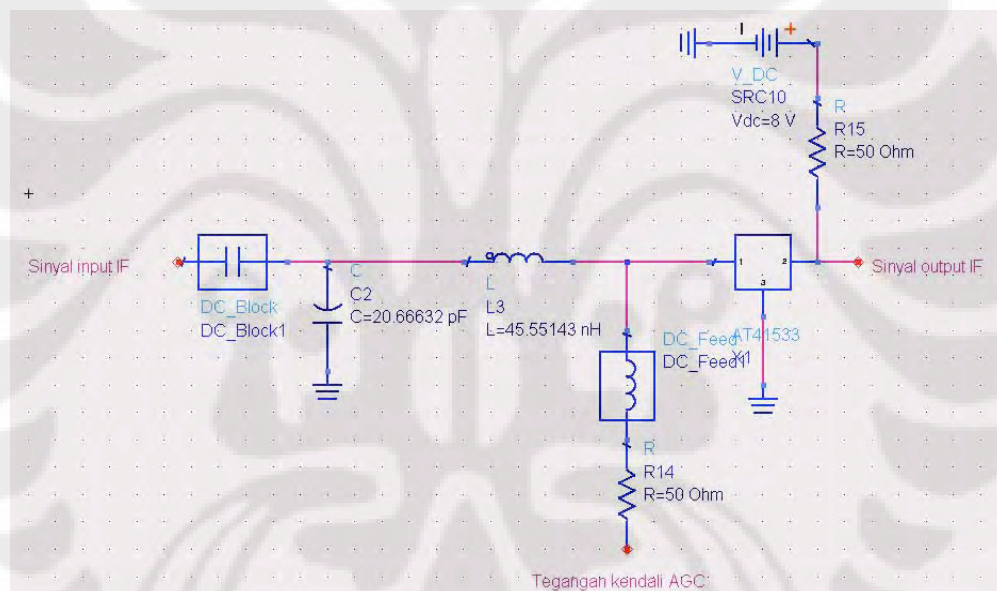 V_DC
SRC10
Vdc=8 V
R
R15
R=50 Ohm
Sinyal input IF
DC_Block
DC_Block1
C
C2
C=20.66632 pF
L
L3
L=45.55143 nH
1
2
3
Sinyal output IF
DC_Feed
DC_Feed1
AT41533
X1
R
R14
R=50 Ohm
Tegangah kendali AGC